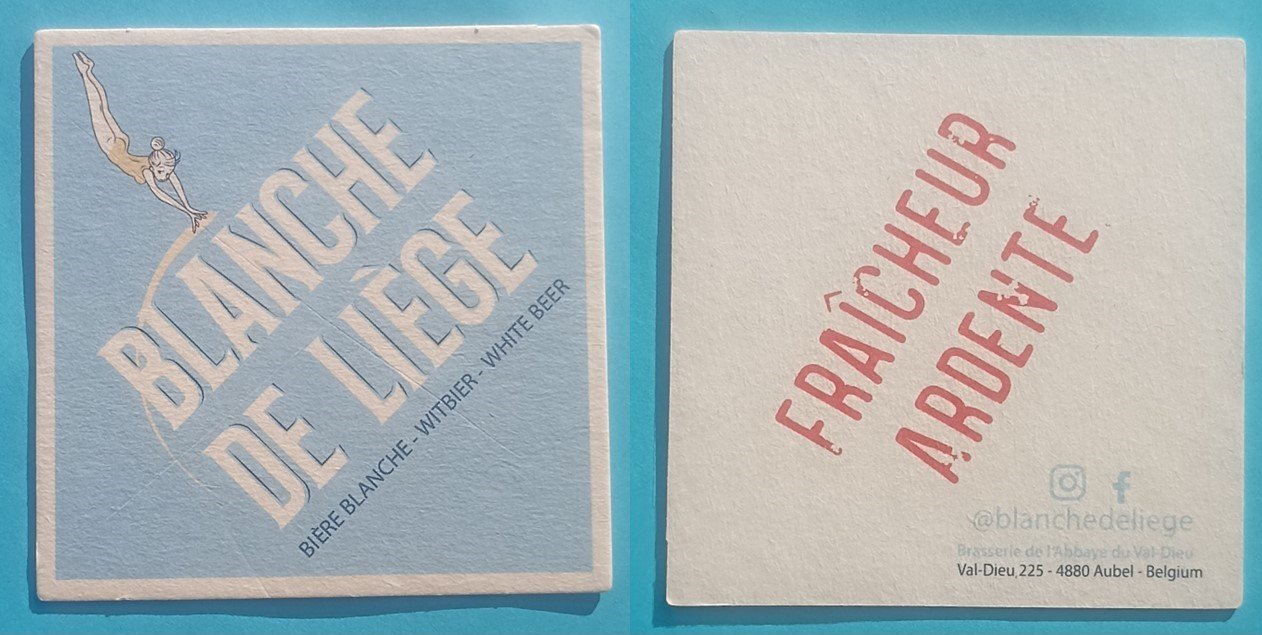 BLANCHE
DE LIÈGE
BIÈRE BLANCHE - WITBIER - WHITE BEER
FRAÎCHEUR
ARDENTE
@blanchedeliege
Brasserie de l'Abbaye du Val-Dieu
Val-Dieu,225 - 4880 Aubel - Belgium